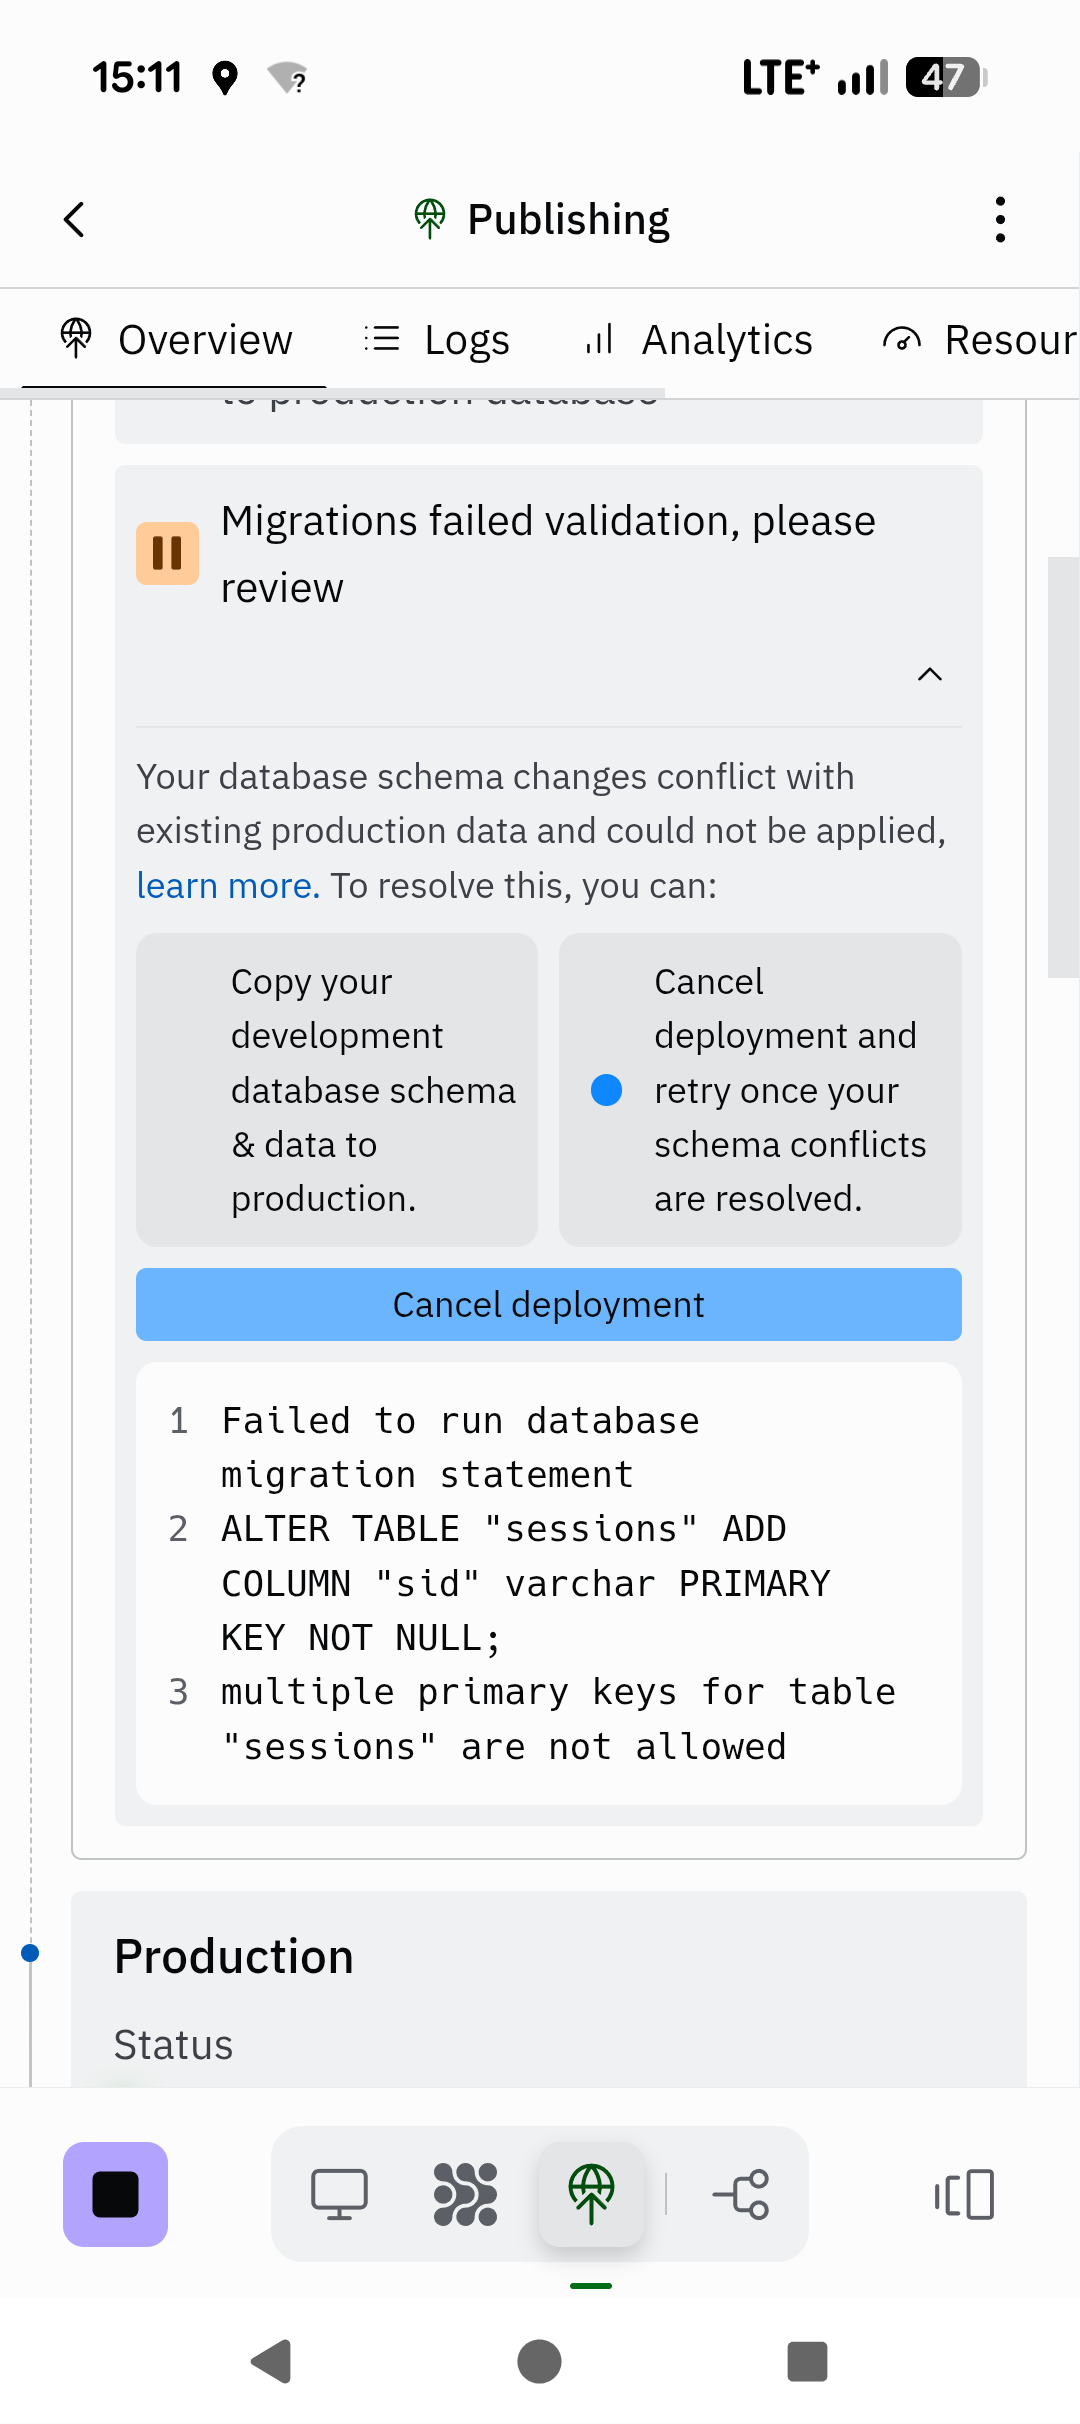 15:11
LTE+
47
Publishing
Overview
Logs
Analytics
Resour
to production database
Migrations failed validation, please
review
Your database schema changes conflict with
existing production data and could not be applied,
learn more. To resolve this, you can:
Copy your
development
database schema
& data to
production.
Cancel
deployment and
retry once your
schema conflicts
are resolved.
Cancel deployment
1 Failed to run database
migration statement
2 ALTER TABLE "sessions" ADD
COLUMN "sid" varchar PRIMARY
KEY NOT NULL;
3 multiple primary keys for table
"sessions" are not allowed
Production
Status